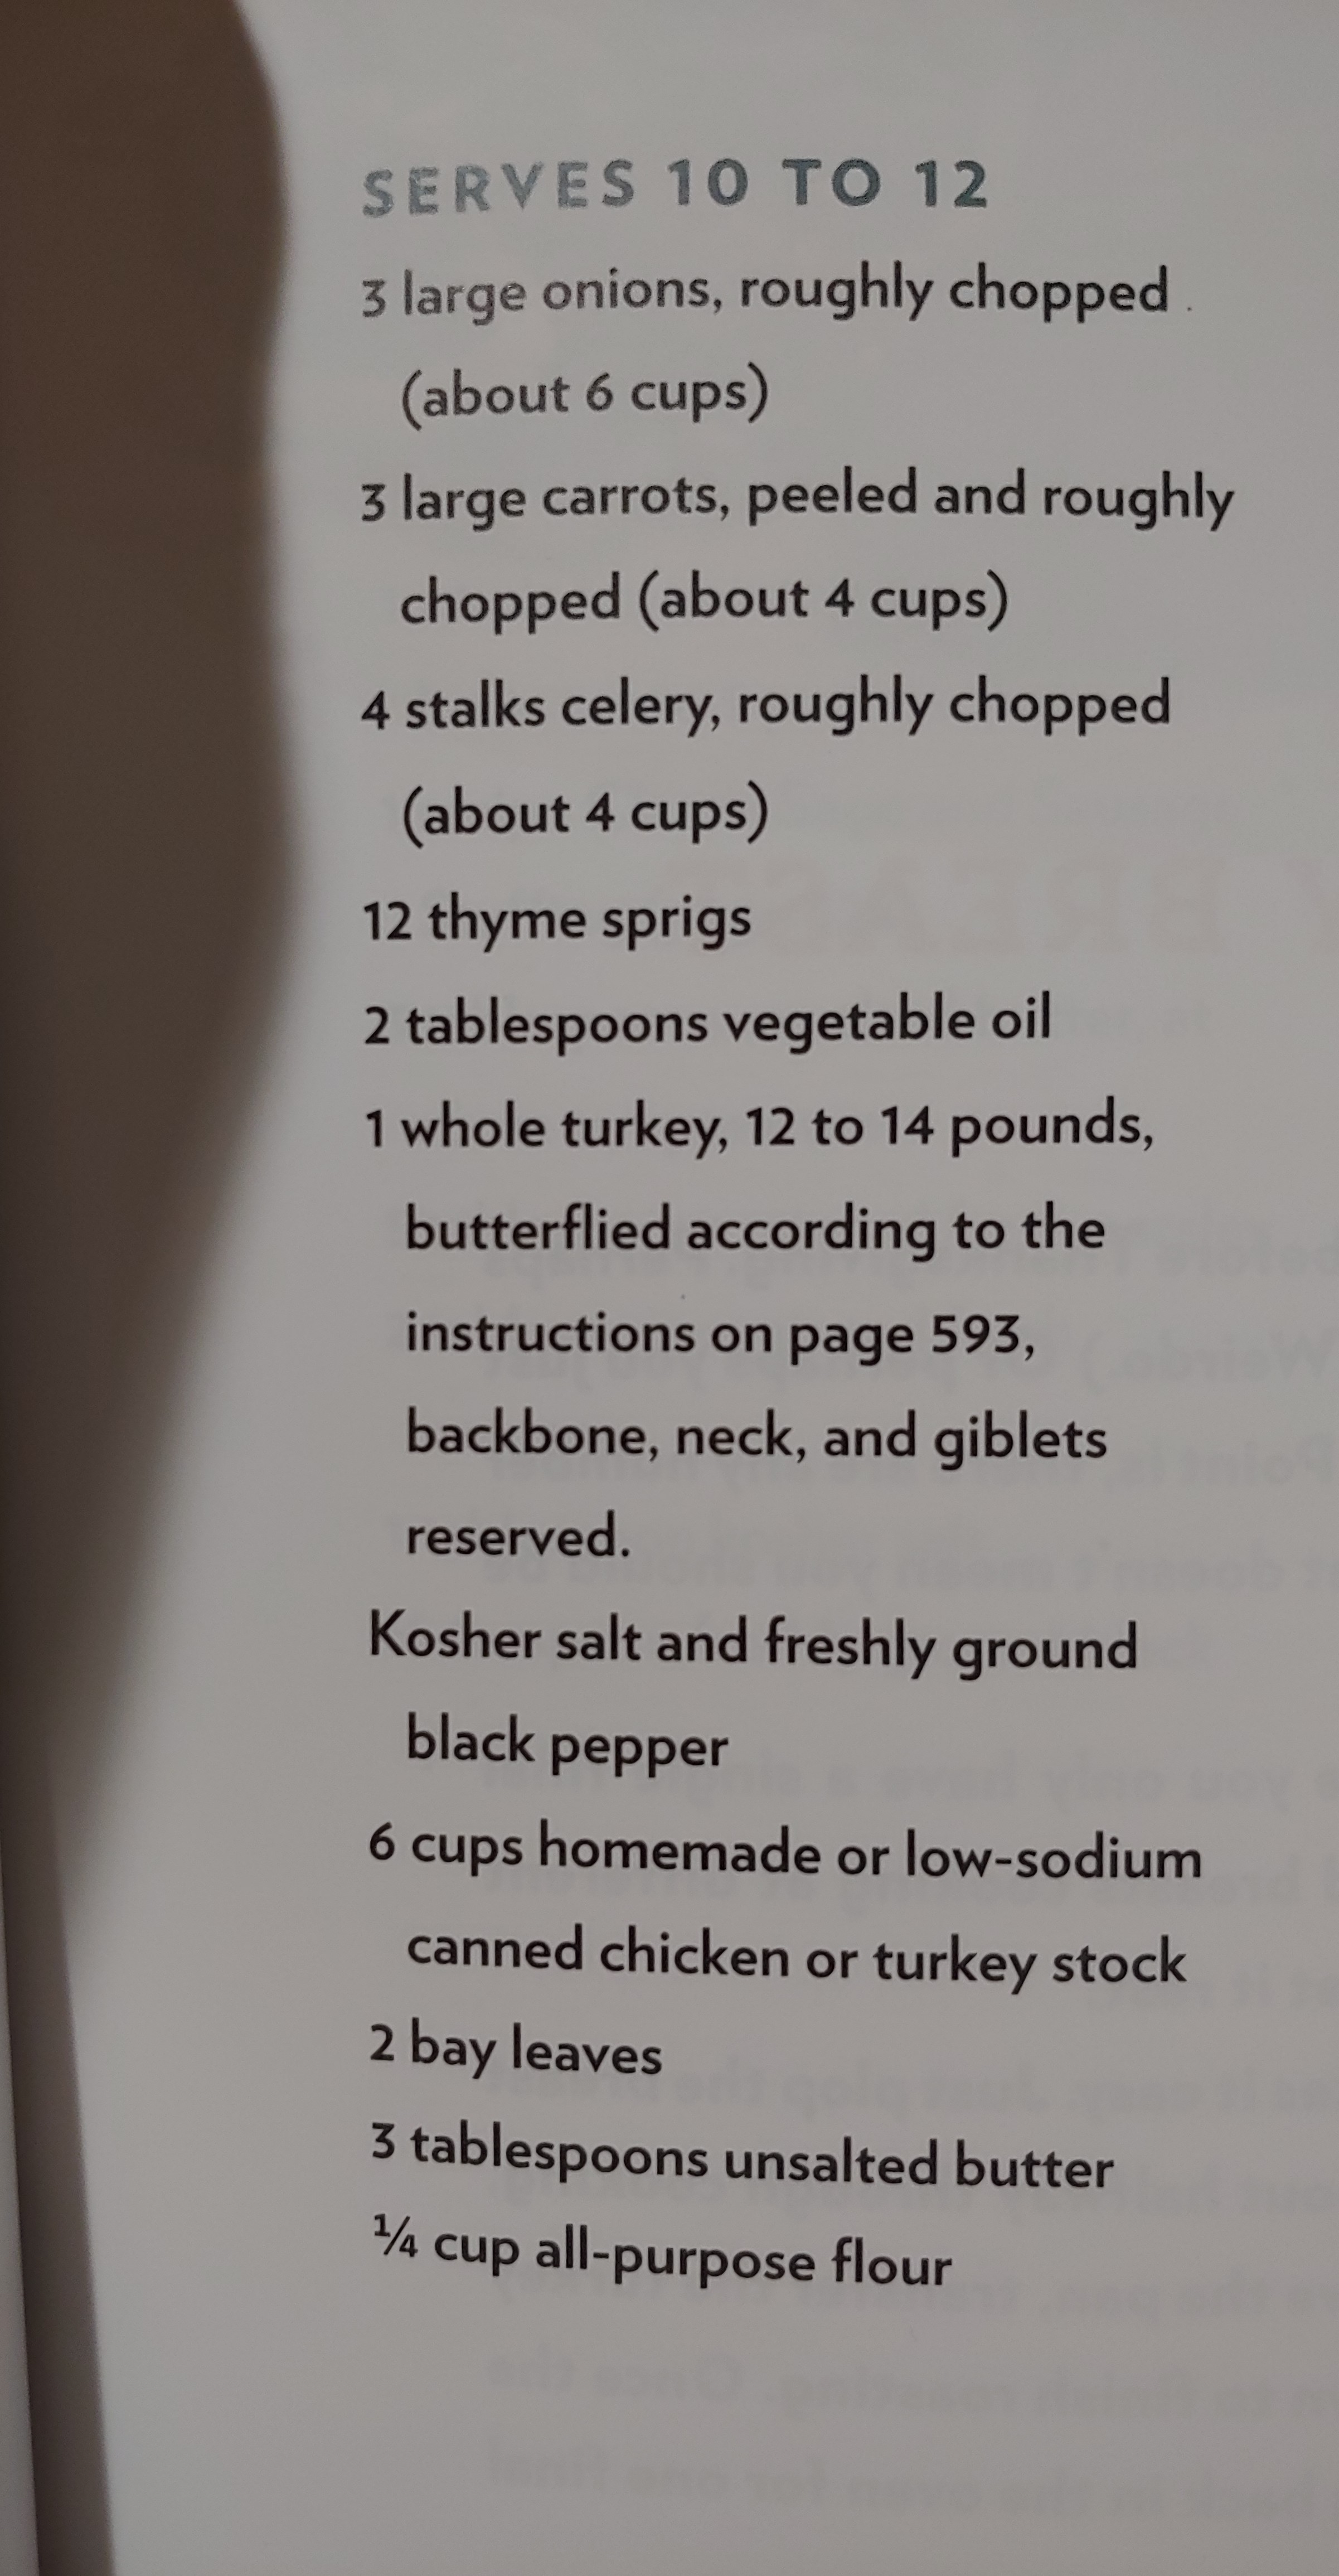 SERVES 10 TO 12
3 large onions, roughly chopped
(about 6 cups)
3 large carrots, peeled and roughly
chopped (about 4 cups)
4 stalks celery, roughly chopped
(about 4 cups)
12 thyme sprigs
2 tablespoons vegetable oil
1 whole turkey, 12 to 14 pounds,
butterflied according to the
instructions on page 593,
backbone, neck, and giblets
reserved.
Kosher salt and freshly ground
black pepper
6 cups homemade or low-sodium
canned chicken or turkey stock
2 bay leaves
3 tablespoons unsalted butter
¼ cup all-purpose flour